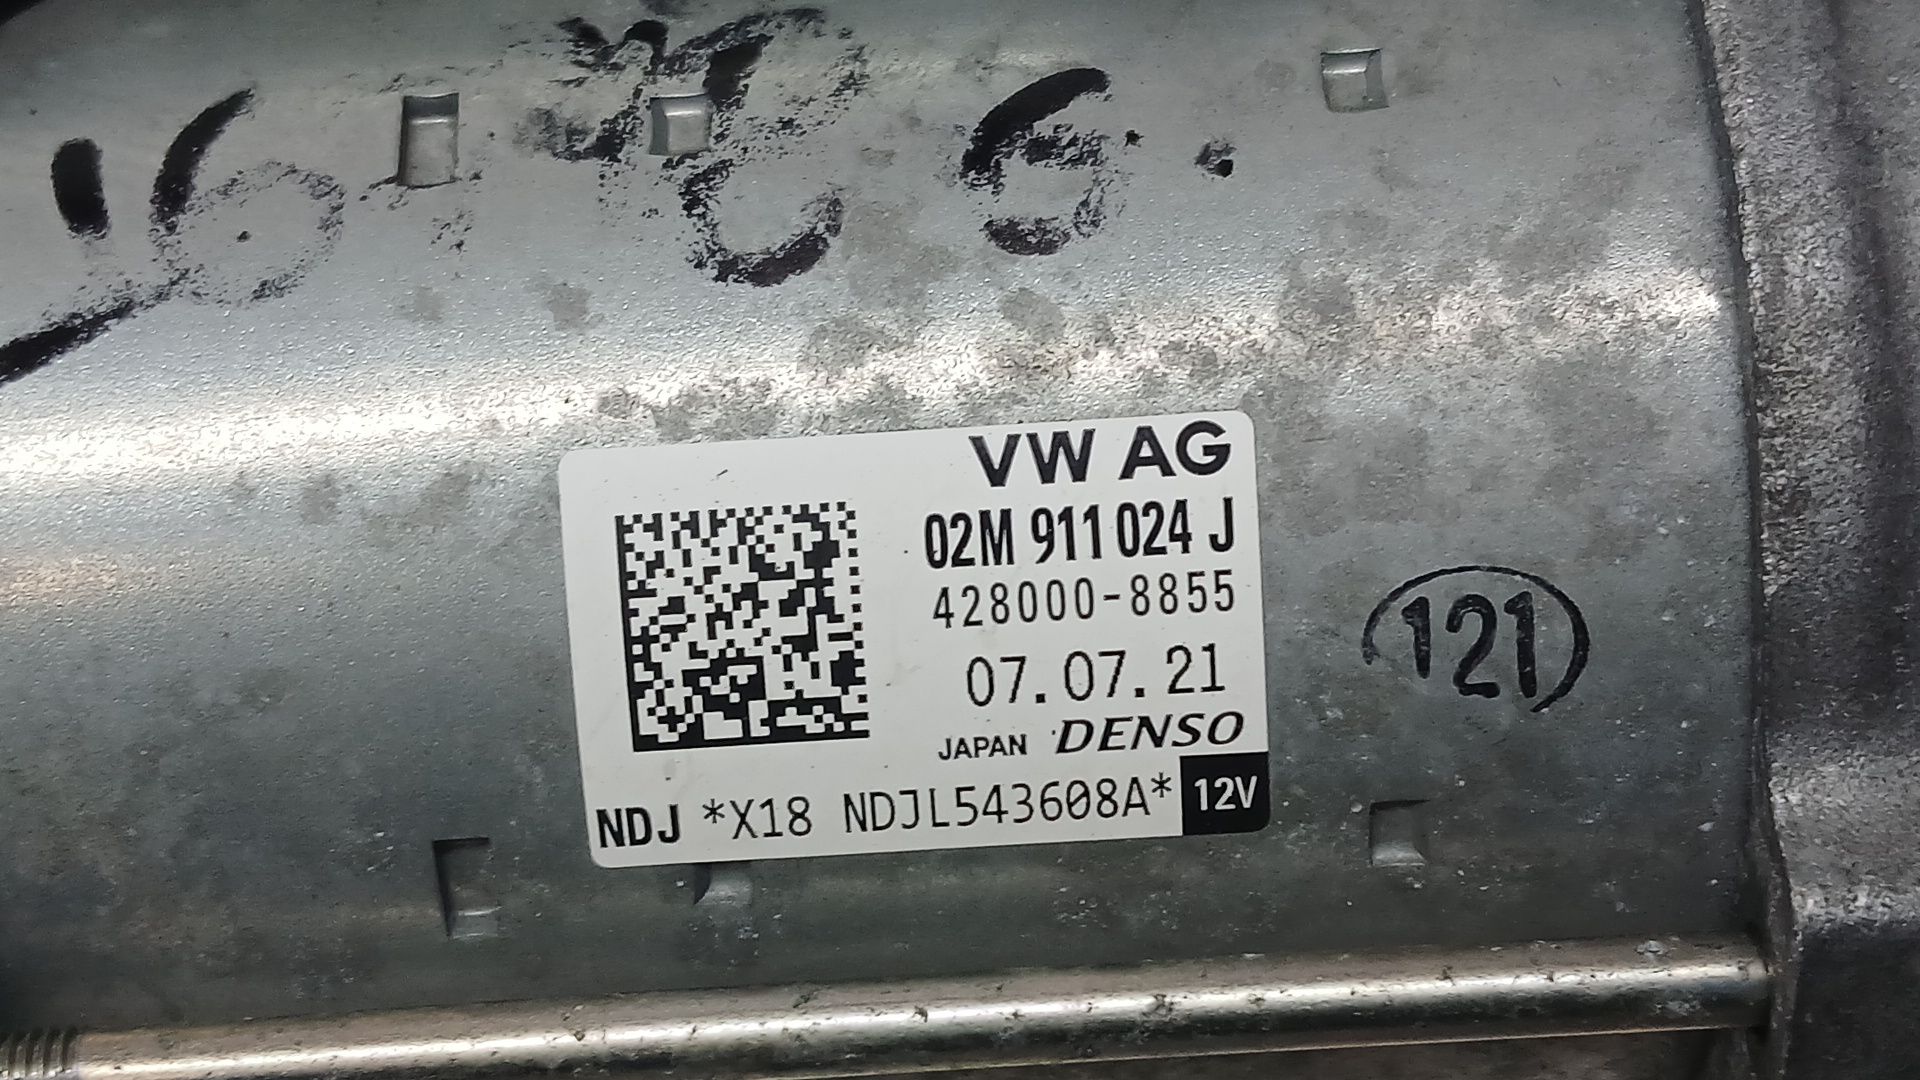 VW AG
02M 911 024 J
428000-8855
07.07.21
JAPAN DENSO
NDJ *X18 NDJL543608A* 12V
121